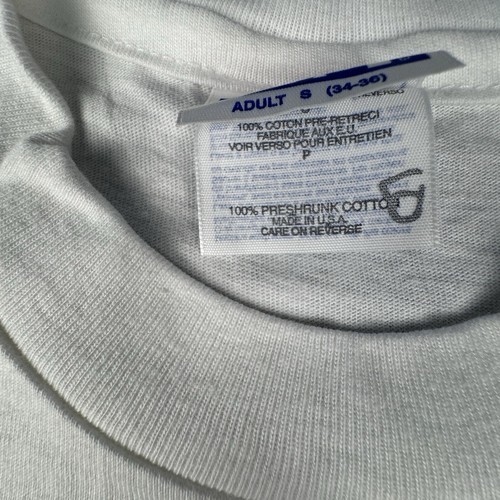 ADULT S (34-36)
100% COTON PRE-RETRECI
FABRIQUE AUX E.U.
VOIR VERSO POUR ENTRETIEN
P
100% PRESHRUNK COTTON
MADE IN U.S.A.
CARE ON REVERSE